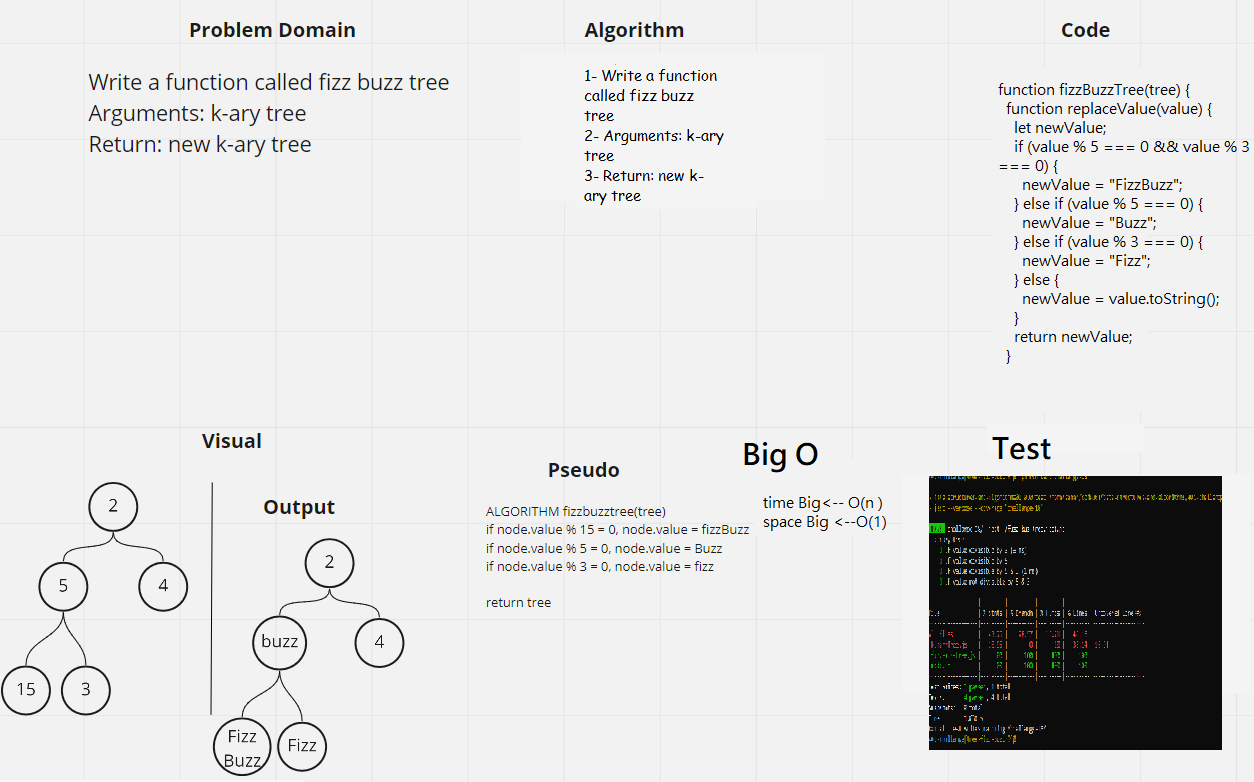 Problem Domain
Write a function called fizz buzz tree
Arguments: k-ary tree
Return: new k-ary tree
Algorithm
1- Write a function
called fizz buzz
tree
2- Arguments: k-ary
tree
3- Return: new k-
ary tree
Code
function fizzBuzzTree(tree) {
function replaceValue(value) {
let newValue;
if (value % 5 === 0 && value % 3
=== 0) {
newValue = "FizzBuzz";
} else if (value % 5 === 0) {
newValue = "Buzz";
} else if (value % 3 === 0) {
newValue = "Fizz";
} else {
newValue = value.toString();
}
return newValue;
}
Visual
2
5
4
15
3
Output
2
buzz
4
Fizz
Buzz
Fizz
Pseudo
ALGORITHM fizzbuzztree(tree)
if node.value % 15 = 0, node.value = fizzBuzz
if node.value % 5 = 0, node.value = Buzz
if node.value % 3 = 0, node.value = fizz
return tree
Big O
time Big<-- O(n )
space Big <--O(1)
Test